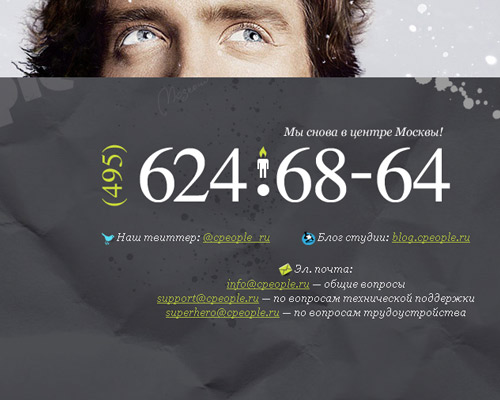 Мы снова в центре Москвы!
(495) 624 68-64
Наш твиттер: @cpeople_ru Блог студии: blog.cpeople.ru
Эл. почта:
info@cpeople.ru — общие вопросы
support@cpeople.ru — по вопросам технической поддержки
superhero@cpeople.ru — по вопросам трудоустройства